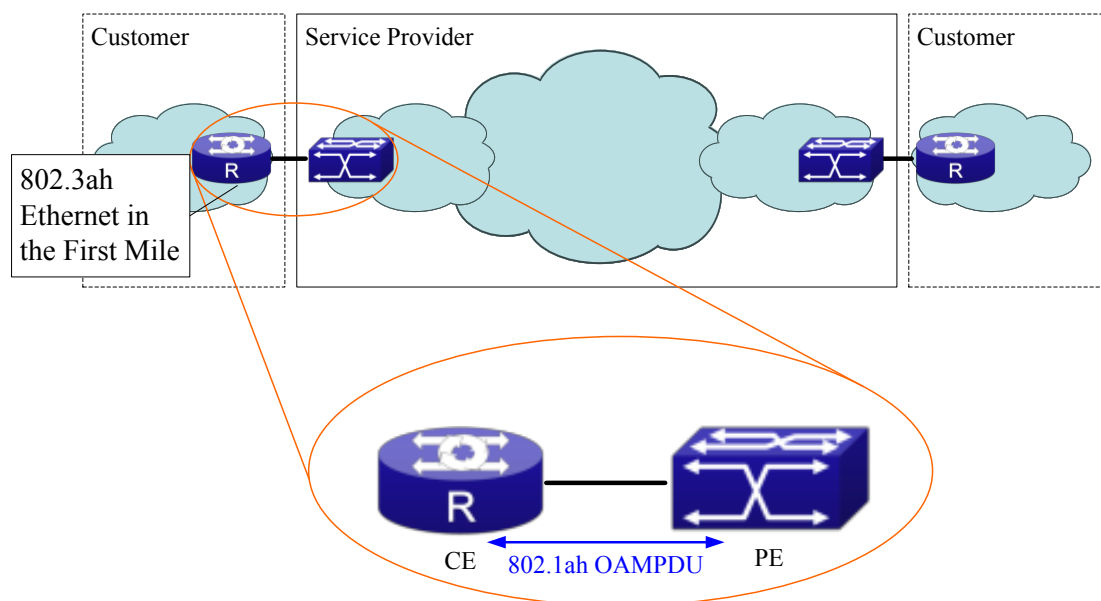 Customer
Service Provider
Customer
R
R
802.3ah
Ethernet in
the First Mile
R
CE
802.1ah OAMPDU
PE